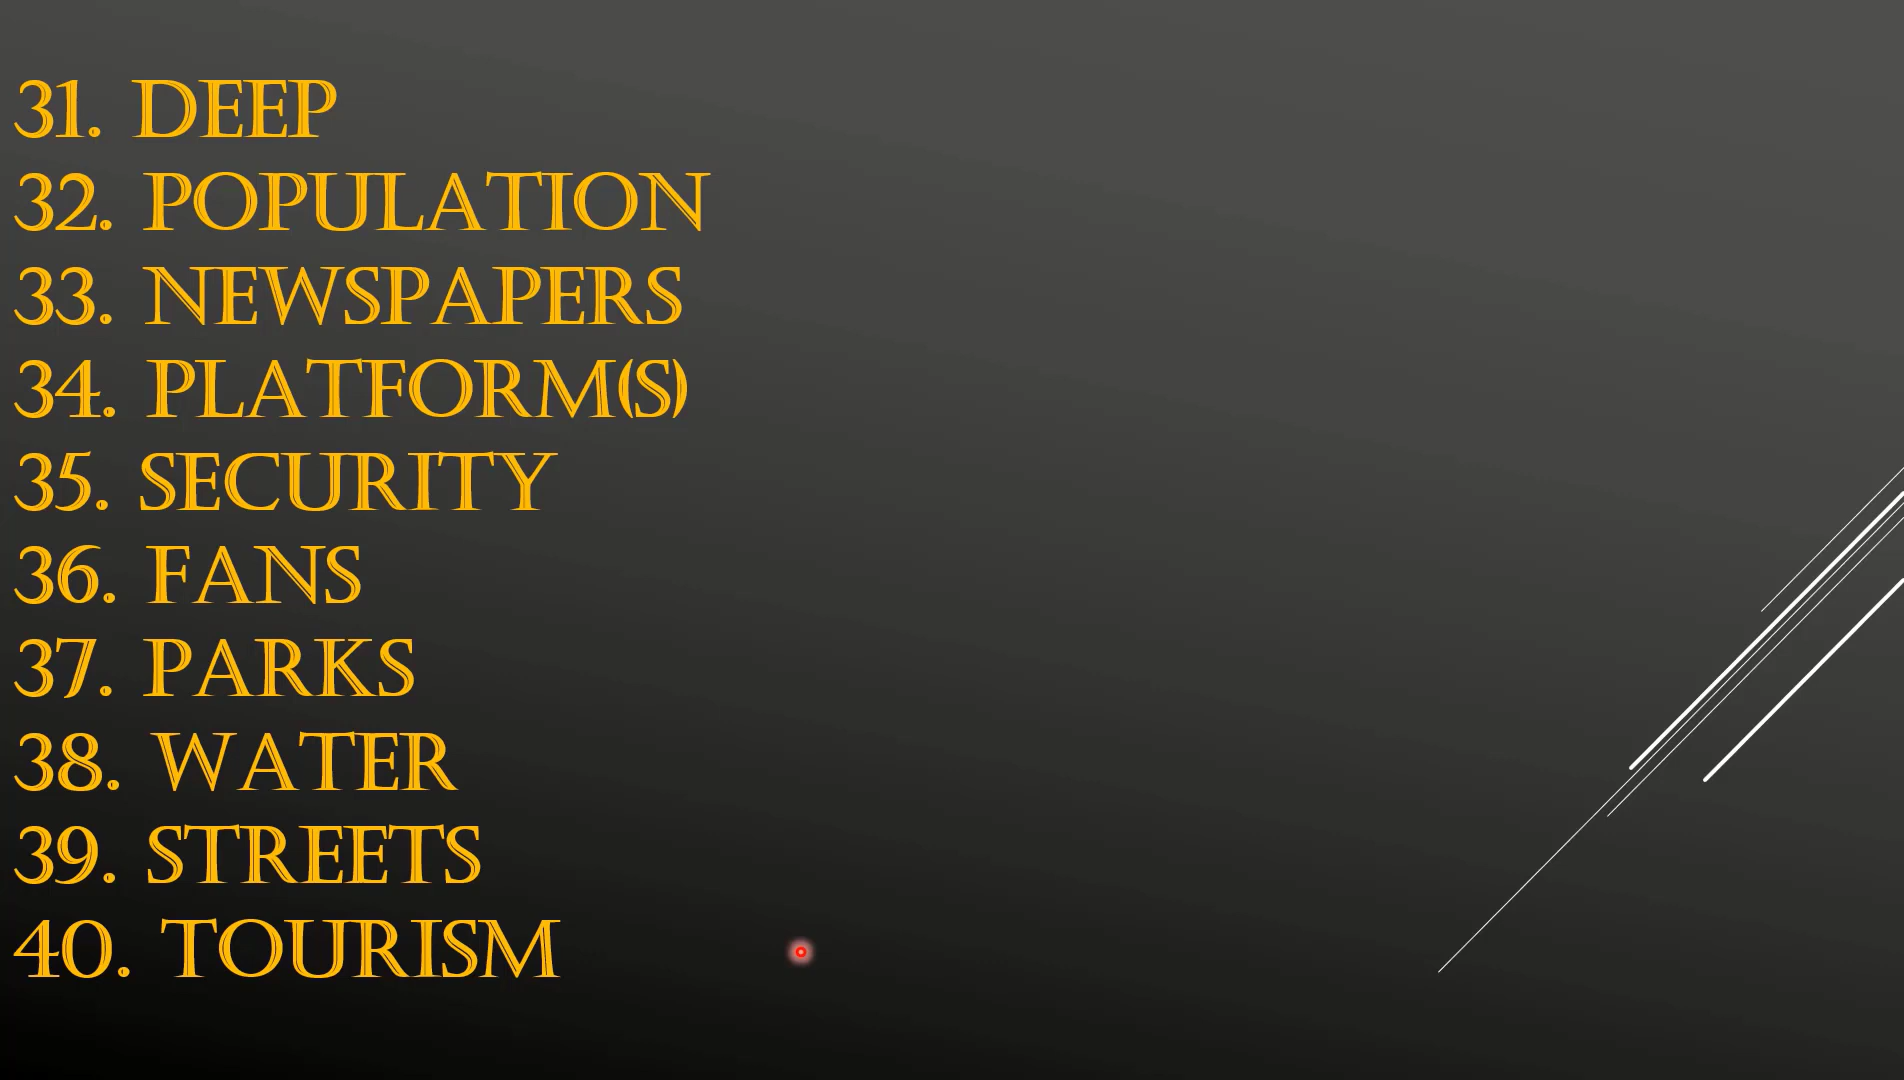 31. DEEP
32. POPULATION
33. NEWSPAPERS
34. PLATFORM(S)
35. SECURITY
36. FANS
37. PARKS
38. WATER
39. STREETS
40. TOURISM